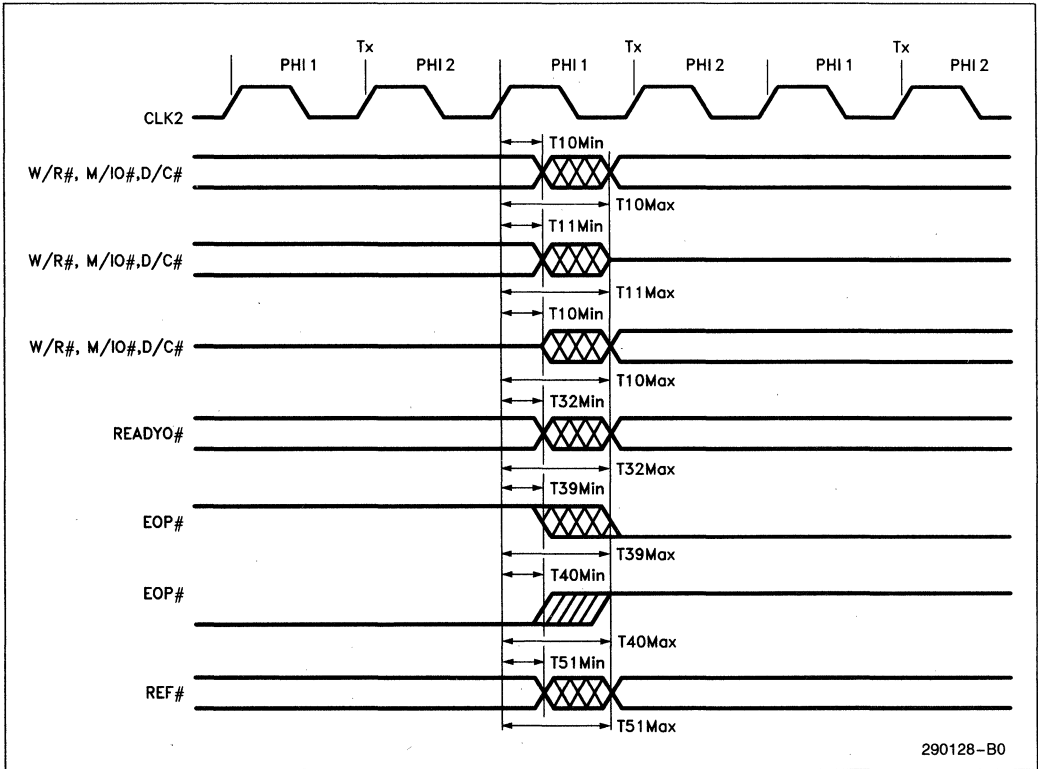 Tx Tx Tx
PHI 1 PHI 2 PHI 1 PHI 2 PHI 1 PHI 2
CLK2
T10Min
W/R#, M/IO#,D/C#
T10Max
T11Min
W/R#, M/IO#,D/C#
T11Max
T10Min
W/R#, M/IO#,D/C#
T10Max
T32Min
READYO#
T32Max
T39Min
EOP#
T39Max
T40Min
EOP#
T40Max
T51Min
REF#
T51Max
290128-B0